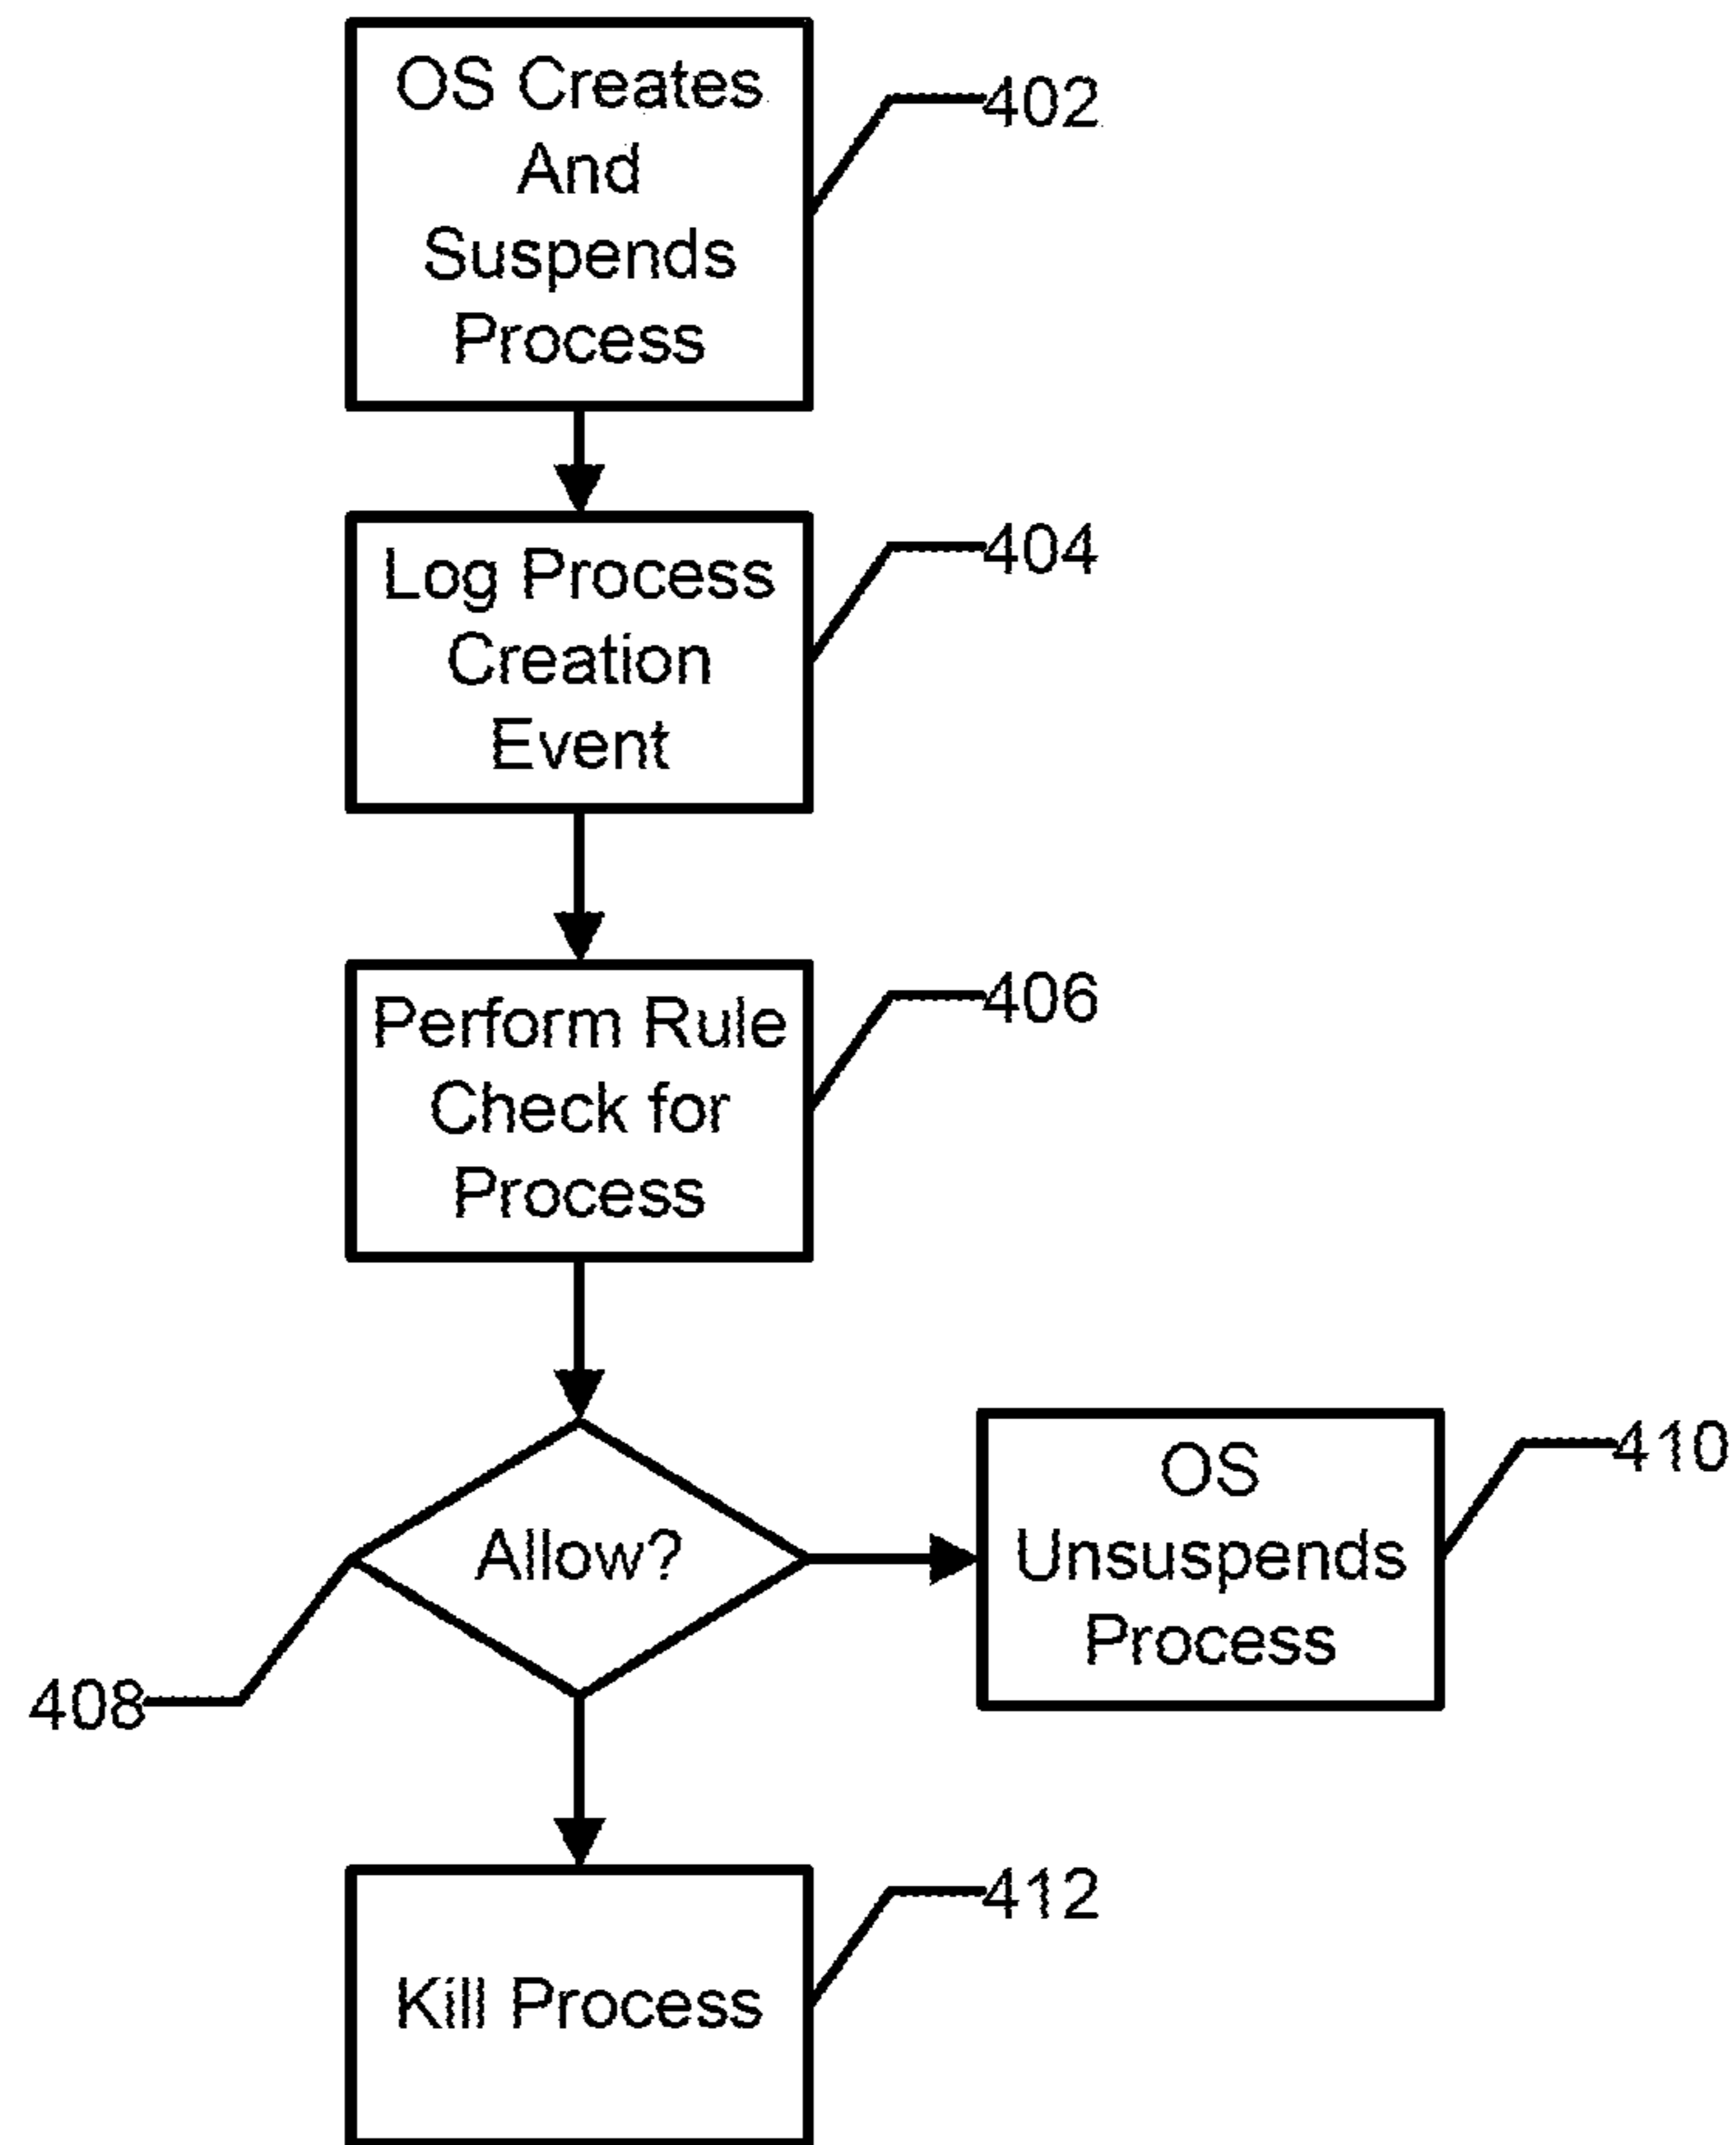 OS Creates
And
Suspends
Process
402
Log Process
Creation
Event
404
Perform Rule
Check for
Process
406
Allow?
408
OS
Unsuspends
Process
410
Kill Process
412